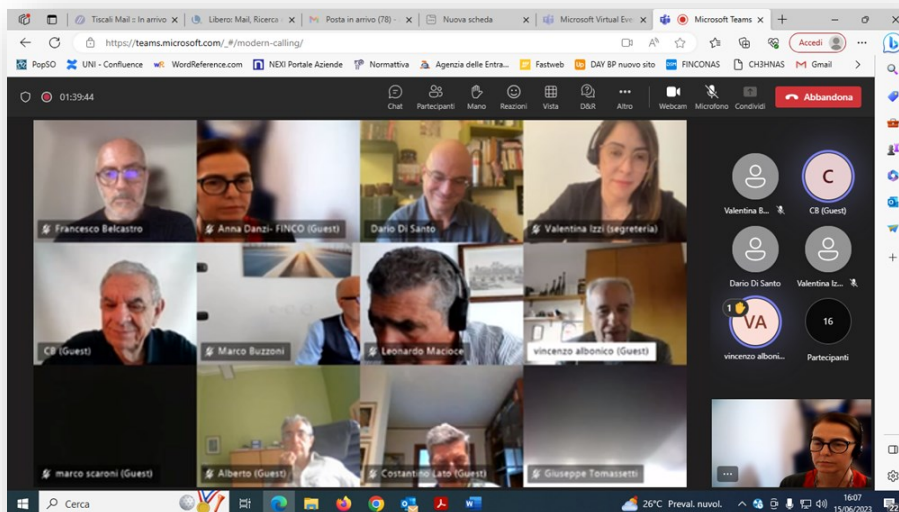 Tiscali Mail :: In arrivo
Libero: Mail, Ricerca
Posta in arrivo (78) -
Nuova scheda
Microsoft Virtual Eve
Microsoft Teams
https://teams.microsoft.com/_#/modern-calling/
Accedi
PopSO
UNI - Confluence
WordReference.com
NEXI Portale Aziende
Normattiva
Agenzia delle Entra...
Fastweb
DAY BP nuovo sito
FINCONAS
CH3HNAS
Gmail
01:39:44
Chat
Partecipanti
Mano
Reazioni
Vista
D&R
Altro
Webcam
Microfono
Condividi
Abbandona
Francesco Belcastro
Anna Danzi- FINCO (Guest)
Dario Di Santo
Valentina Izzi (segreteria)
CB (Guest)
Marco Buzzoni
Leonardo Macioce
vincenzo albonico (Guest)
marco scaroni (Guest)
Alberto (Guest)
Costantino Lato (Guest)
Giuseppe Tomassetti
Valentina B...
C
CB (Guest)
Dario Di Santo
Valentina Iz...
1
VA
vincenzo alboni...
16
Partecipanti
Cerca
26°C Preval. nuvol.
16:07
15/06/2023
22